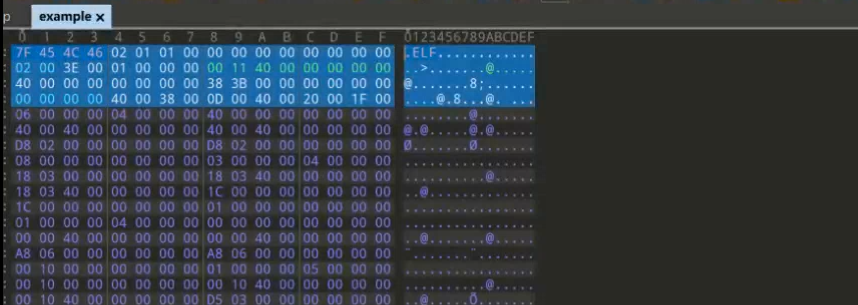 p example ×
0 1 2 3 4 5 6 7 8 9 A B C D E F 0123456789ABCDEF
7F 45 4C 46 02 01 01 00 00 00 00 00 00 00 00 00 .ELF............
02 00 3E 00 01 00 00 00 00 11 40 00 00 00 00 00 ..>.......@.....
40 00 00 00 00 00 00 00 38 3B 00 00 00 00 00 00 @.......8;......
00 00 00 00 40 00 38 00 0D 00 40 00 20 00 1F 00 ....@.8...@. ...
06 00 00 00 04 00 00 00 40 00 00 00 00 00 00 00 ........@.......
40 00 40 00 00 00 00 00 40 00 40 00 00 00 00 00 @.@.....@.@.....
D8 02 00 00 00 00 00 00 D8 02 00 00 00 00 00 00 Ø.......Ø.......
08 00 00 00 00 00 00 00 03 00 00 00 04 00 00 00 ................
18 03 00 00 00 00 00 00 18 03 40 00 00 00 00 00 ..........@.....
18 03 40 00 00 00 00 00 1C 00 00 00 00 00 00 00 ..@.............
1C 00 00 00 00 00 00 00 01 00 00 00 00 00 00 00 ................
01 00 00 00 04 00 00 00 00 00 00 00 00 00 00 00 ................
00 00 40 00 00 00 00 00 00 00 40 00 00 00 00 00 ..@.......@.....
A8 06 00 00 00 00 00 00 A8 06 00 00 00 00 00 00 ¨.......¨.......
00 10 00 00 00 00 00 00 01 00 00 00 05 00 00 00 ................
00 10 00 00 00 00 00 00 00 10 40 00 00 00 00 00 ..........@.....
00 10 40 00 00 00 00 00 D5 03 00 00 00 00 00 00 ..@.....Õ.......